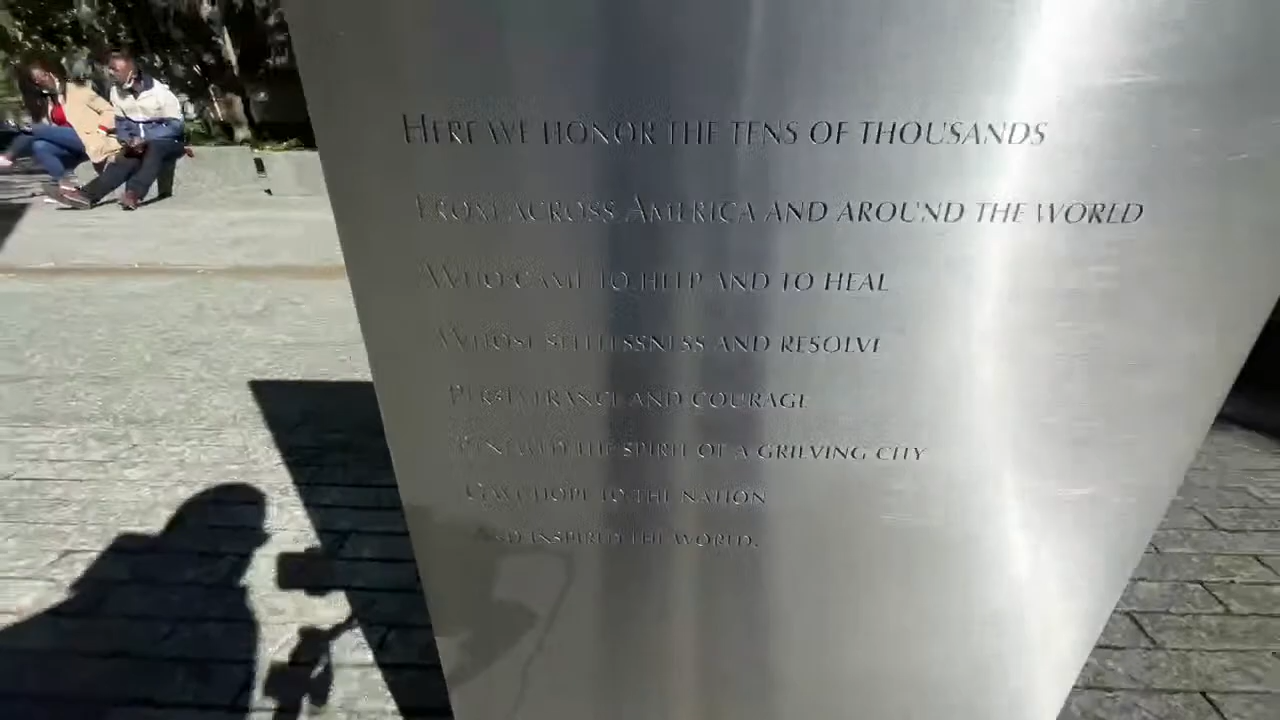 HERE WE HONOR THE TENS OF THOUSANDS
FROM ACROSS AMERICA AND AROUND THE WORLD
WHO CAME TO HELP AND TO HEAL
WHOSE SELFLESSNESS AND RESOLVE
PERSEVERANCE AND COURAGE
RENEWED THE SPIRIT OF A GRIEVING CITY
GAVE HOPE TO THE NATION
AND INSPIRED THE WORLD.